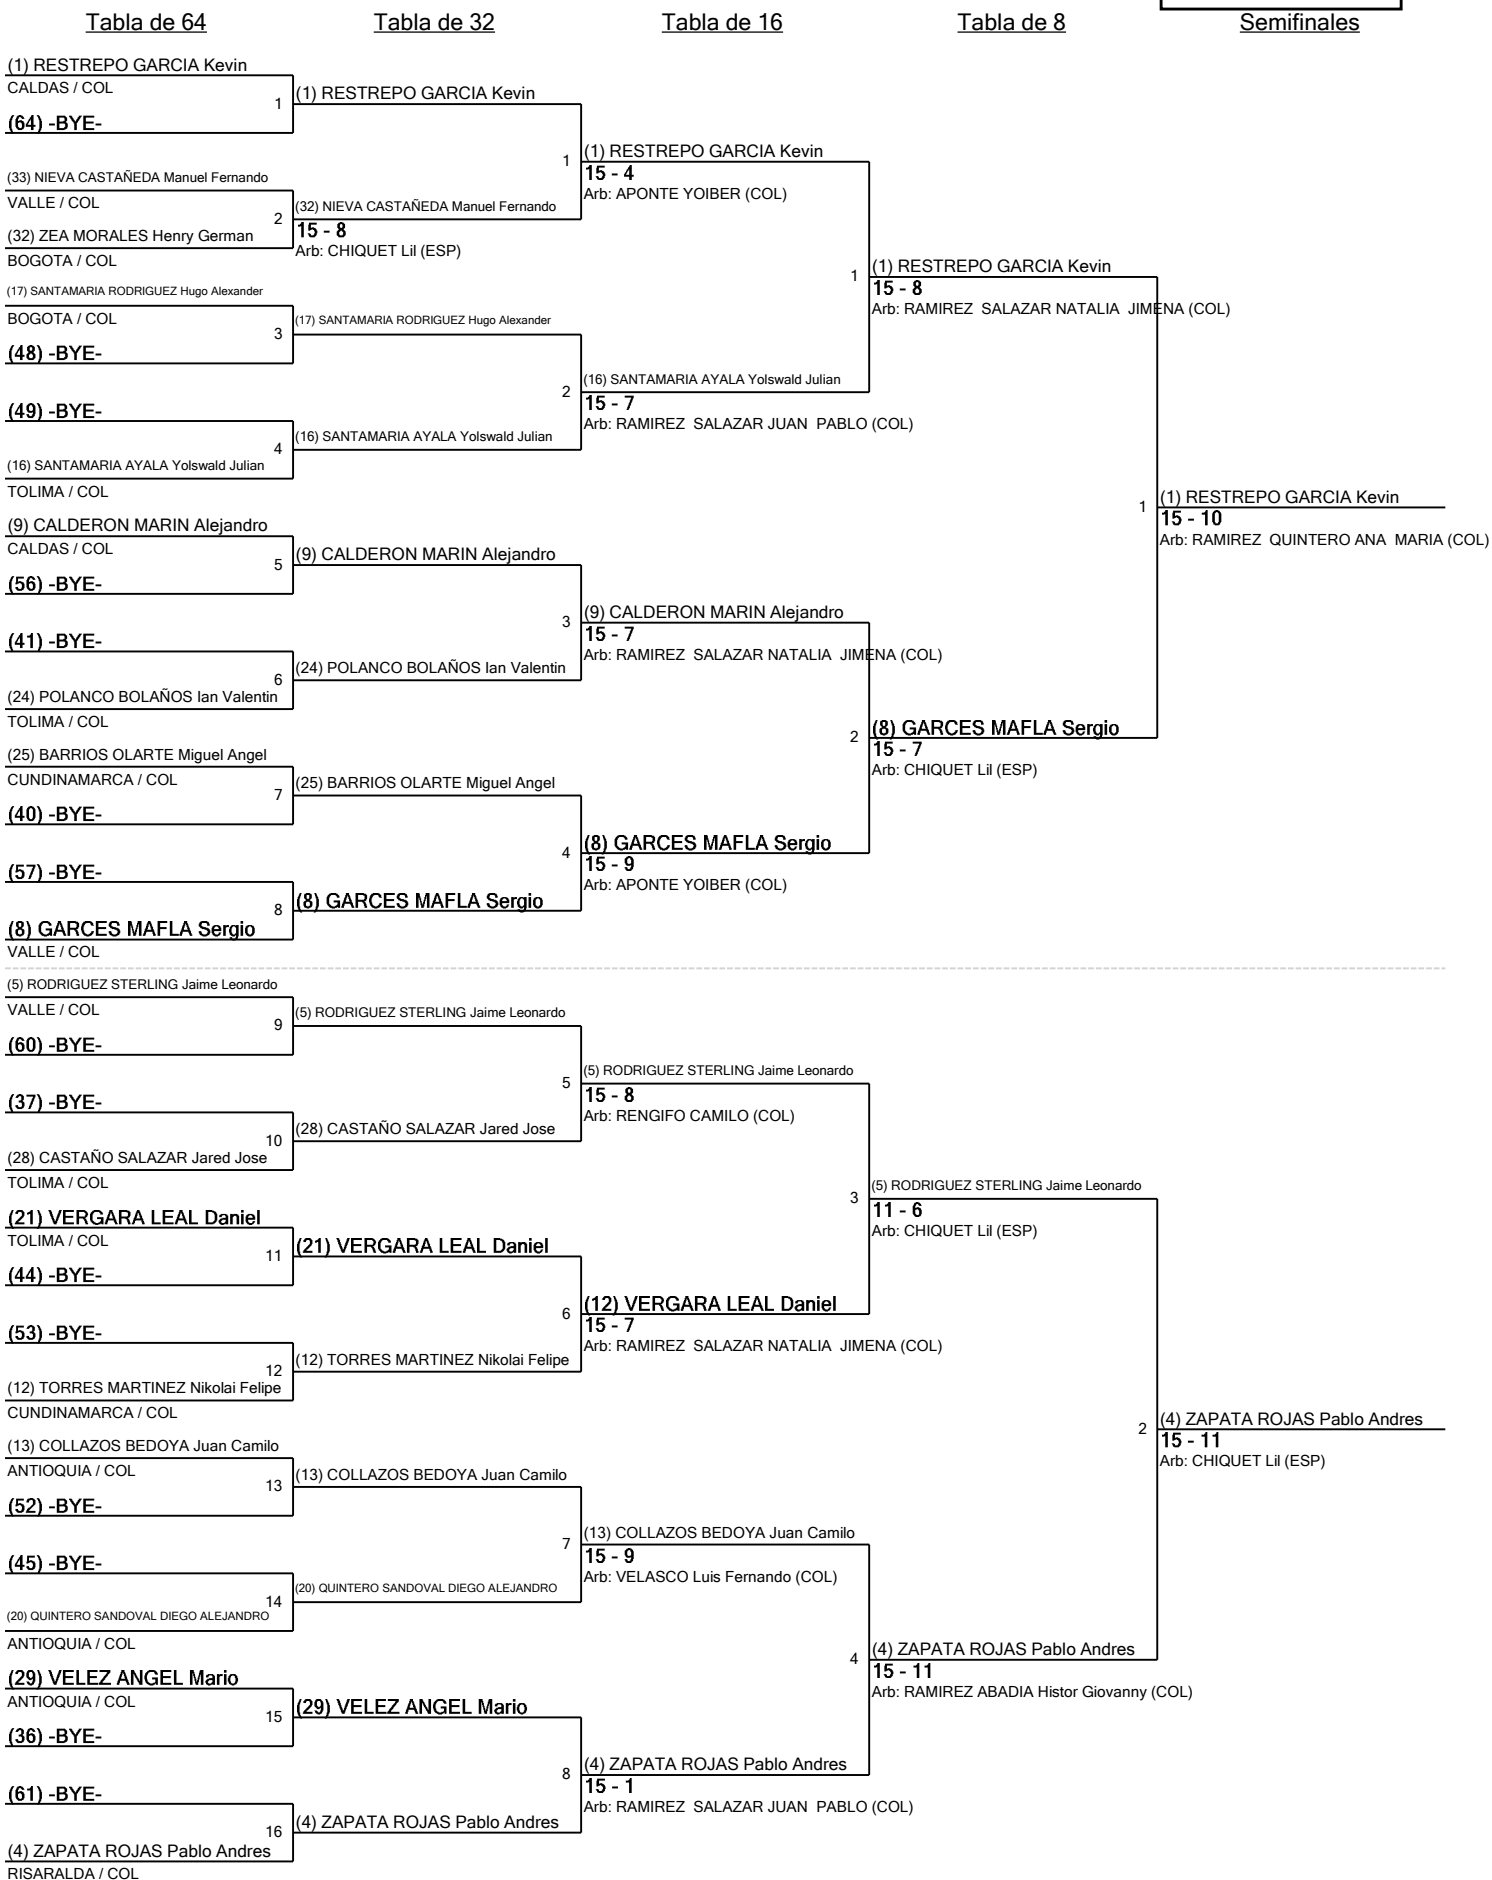 Tabla de 64
Tabla de 32
Tabla de 16
Tabla de 8
Semifinales
(1) RESTREPO GARCIA Kevin
CALDAS / COL
1
(64) -BYE-
(33) NIEVA CASTAÑEDA Manuel Fernando
VALLE / COL
2
(32) ZEA MORALES Henry German
BOGOTA / COL
(17) SANTAMARIA RODRIGUEZ Hugo Alexander
BOGOTA / COL
3
(48) -BYE-
(49) -BYE-
4
(16) SANTAMARIA AYALA Yolswald Julian
TOLIMA / COL
(9) CALDERON MARIN Alejandro
CALDAS / COL
5
(56) -BYE-
(41) -BYE-
6
(24) POLANCO BOLAÑOS Ian Valentin
TOLIMA / COL
(25) BARRIOS OLARTE Miguel Angel
CUNDINAMARCA / COL
7
(40) -BYE-
(57) -BYE-
8
(8) GARCES MAFLA Sergio
VALLE / COL
(5) RODRIGUEZ STERLING Jaime Leonardo
VALLE / COL
9
(60) -BYE-
(37) -BYE-
10
(28) CASTAÑO SALAZAR Jared Jose
TOLIMA / COL
(21) VERGARA LEAL Daniel
TOLIMA / COL
11
(44) -BYE-
(53) -BYE-
12
(12) TORRES MARTINEZ Nikolai Felipe
CUNDINAMARCA / COL
(13) COLLAZOS BEDOYA Juan Camilo
ANTIOQUIA / COL
13
(52) -BYE-
(45) -BYE-
14
(20) QUINTERO SANDOVAL DIEGO ALEJANDRO
ANTIOQUIA / COL
(29) VELEZ ANGEL Mario
ANTIOQUIA / COL
15
(36) -BYE-
(61) -BYE-
16
(4) ZAPATA ROJAS Pablo Andres
RISARALDA / COL
(1) RESTREPO GARCIA Kevin
1
(32) NIEVA CASTAÑEDA Manuel Fernando
15 - 8
Arb: CHIQUET Lil (ESP)
(17) SANTAMARIA RODRIGUEZ Hugo Alexander
2
(16) SANTAMARIA AYALA Yolswald Julian
(9) CALDERON MARIN Alejandro
3
(24) POLANCO BOLAÑOS Ian Valentin
(25) BARRIOS OLARTE Miguel Angel
4
(8) GARCES MAFLA Sergio
(5) RODRIGUEZ STERLING Jaime Leonardo
5
(28) CASTAÑO SALAZAR Jared Jose
(21) VERGARA LEAL Daniel
6
(12) TORRES MARTINEZ Nikolai Felipe
(13) COLLAZOS BEDOYA Juan Camilo
7
(20) QUINTERO SANDOVAL DIEGO ALEJANDRO
(29) VELEZ ANGEL Mario
8
(4) ZAPATA ROJAS Pablo Andres
(1) RESTREPO GARCIA Kevin
15 - 4
Arb: APONTE YOIBER (COL)
1
(16) SANTAMARIA AYALA Yolswald Julian
15 - 7
Arb: RAMIREZ SALAZAR JUAN PABLO (COL)
(9) CALDERON MARIN Alejandro
15 - 7
Arb: RAMIREZ SALAZAR NATALIA JIMENA (COL)
2
(8) GARCES MAFLA Sergio
15 - 9
Arb: APONTE YOIBER (COL)
(5) RODRIGUEZ STERLING Jaime Leonardo
15 - 8
Arb: RENGIFO CAMILO (COL)
3
(12) VERGARA LEAL Daniel
15 - 7
Arb: RAMIREZ SALAZAR NATALIA JIMENA (COL)
(13) COLLAZOS BEDOYA Juan Camilo
15 - 9
Arb: VELASCO Luis Fernando (COL)
4
(4) ZAPATA ROJAS Pablo Andres
15 - 1
Arb: RAMIREZ SALAZAR JUAN PABLO (COL)
(1) RESTREPO GARCIA Kevin
15 - 8
Arb: RAMIREZ SALAZAR NATALIA JIMENA (COL)
1
(8) GARCES MAFLA Sergio
15 - 7
Arb: CHIQUET Lil (ESP)
(5) RODRIGUEZ STERLING Jaime Leonardo
11 - 6
Arb: CHIQUET Lil (ESP)
2
(4) ZAPATA ROJAS Pablo Andres
15 - 11
Arb: RAMIREZ ABADIA Histor Giovanny (COL)
(1) RESTREPO GARCIA Kevin
15 - 10
Arb: RAMIREZ QUINTERO ANA MARIA (COL)
(4) ZAPATA ROJAS Pablo Andres
15 - 11
Arb: CHIQUET Lil (ESP)